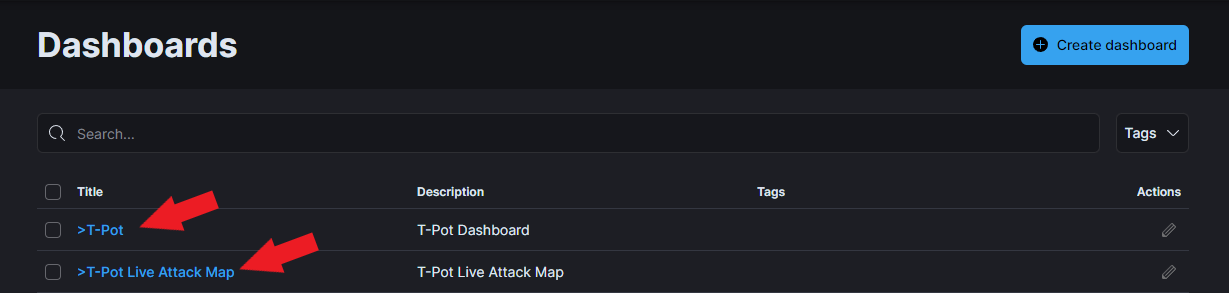 Dashboards
Create dashboard
Search...
Tags
Title Description Tags Actions
>T-Pot T-Pot Dashboard
>T-Pot Live Attack Map T-Pot Live Attack Map